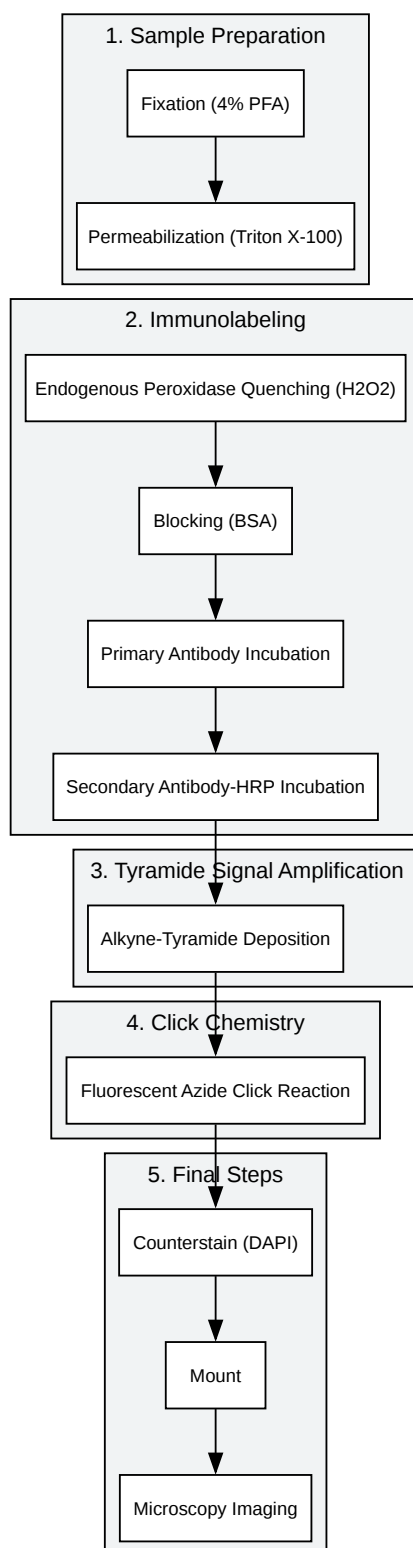 1. Sample Preparation
Fixation (4% PFA)
Permeabilization (Triton X-100)
2. Immunolabeling
Endogenous Peroxidase Quenching (H2O2)
Blocking (BSA)
Primary Antibody Incubation
Secondary Antibody-HRP Incubation
3. Tyramide Signal Amplification
Alkyne-Tyramide Deposition
4. Click Chemistry
Fluorescent Azide Click Reaction
5. Final Steps
Counterstain (DAPI)
Mount
Microscopy Imaging